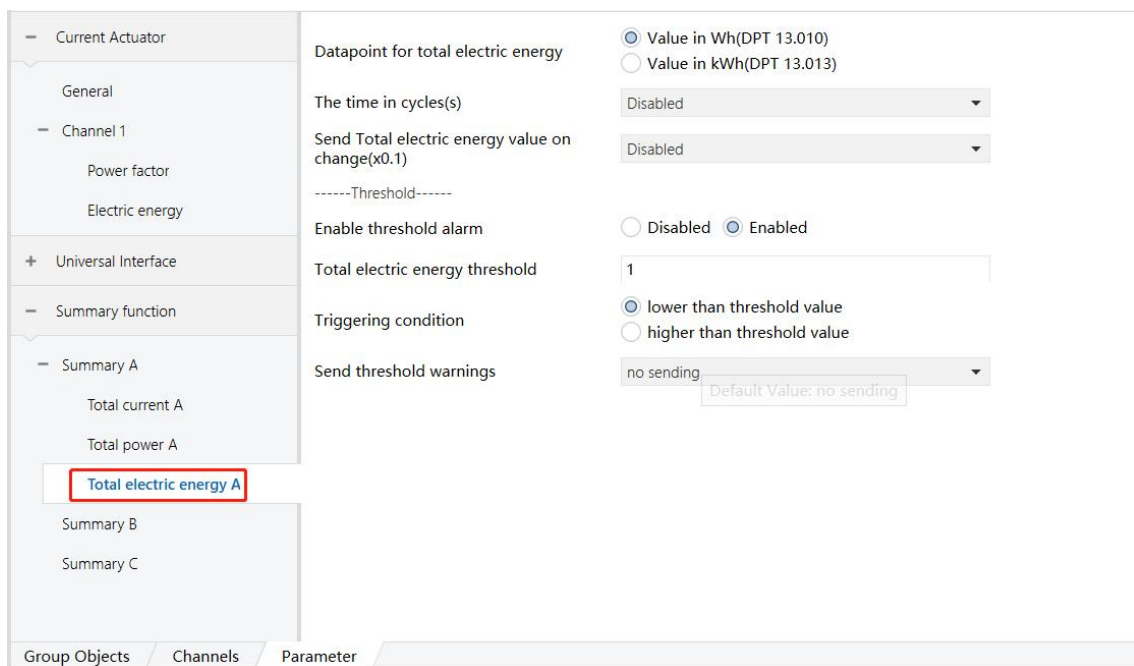 Current Actuator
General
Channel 1
Power factor
Electric energy
Universal Interface
Summary function
Summary A
Total current A
Total power A
Total electric energy A
Summary B
Summary C
Datapoint for total electric energy
Value in Wh(DPT 13.010)
Value in kWh(DPT 13.013)
The time in cycles(s)
Disabled
Send Total electric energy value on
change(x0.1)
Disabled
------Threshold------
Enable threshold alarm
Disabled Enabled
Total electric energy threshold
1
Triggering condition
lower than threshold value
higher than threshold value
Send threshold warnings
no sending
Default Value: no sending
Group Objects Channels Parameter